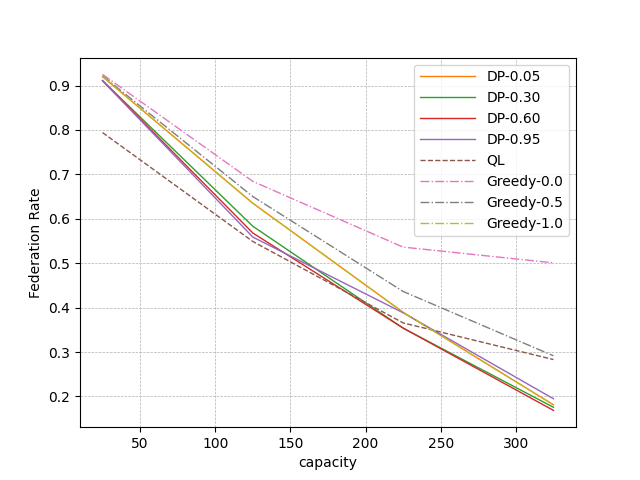 DP-0.05
DP-0.30
DP-0.60
DP-0.95
QL
Greedy-0.0
Greedy-0.5
Greedy-1.0
Federation Rate
0.9
0.8
0.7
0.6
0.5
0.4
0.3
0.2
50 100 150 200 250 300
capacity